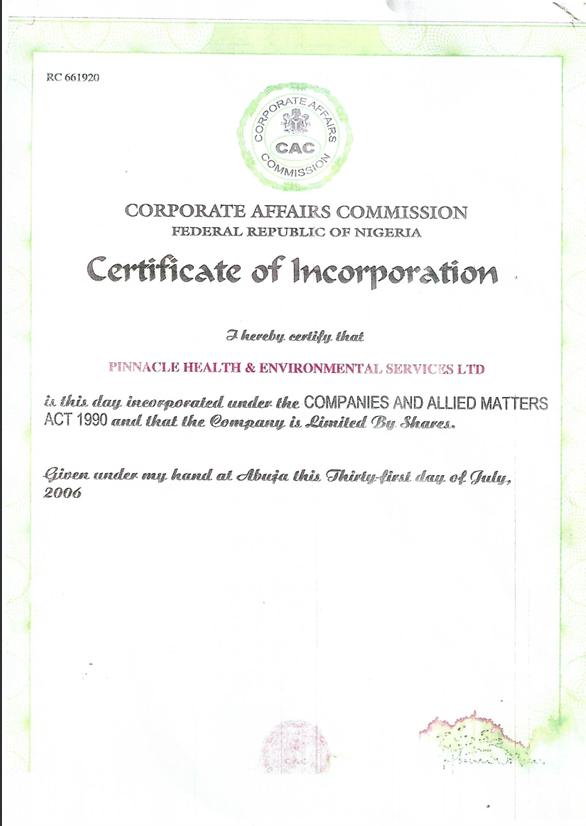 RC 661920
CORPORATE AFFAIRS
CAC
COMMISSION
CORPORATE AFFAIRS COMMISSION
FEDERAL REPUBLIC OF NIGERIA
Certificate of Incorporation
I hereby certify that
PINNACLE HEALTH & ENVIRONMENTAL SERVICES LTD
is this day incorporated under the COMPANIES AND ALLIED MATTERS
ACT 1990 and that the Company is Limited By Shares.
Given under my hand at Abuja this Thirty-first day of July,
2006
CAC